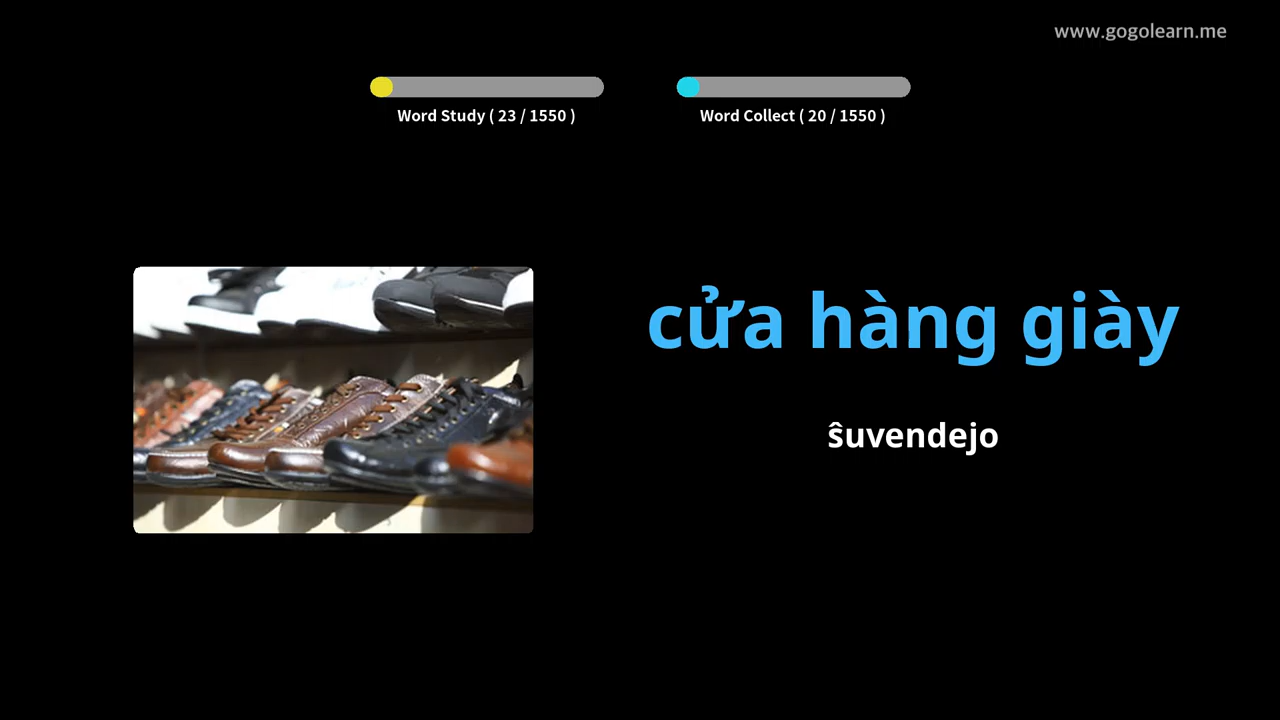 www.gogolearn.me
Word Study ( 23 / 1550 )
Word Collect ( 20 / 1550 )
cửa hàng giày
ŝuvendejo